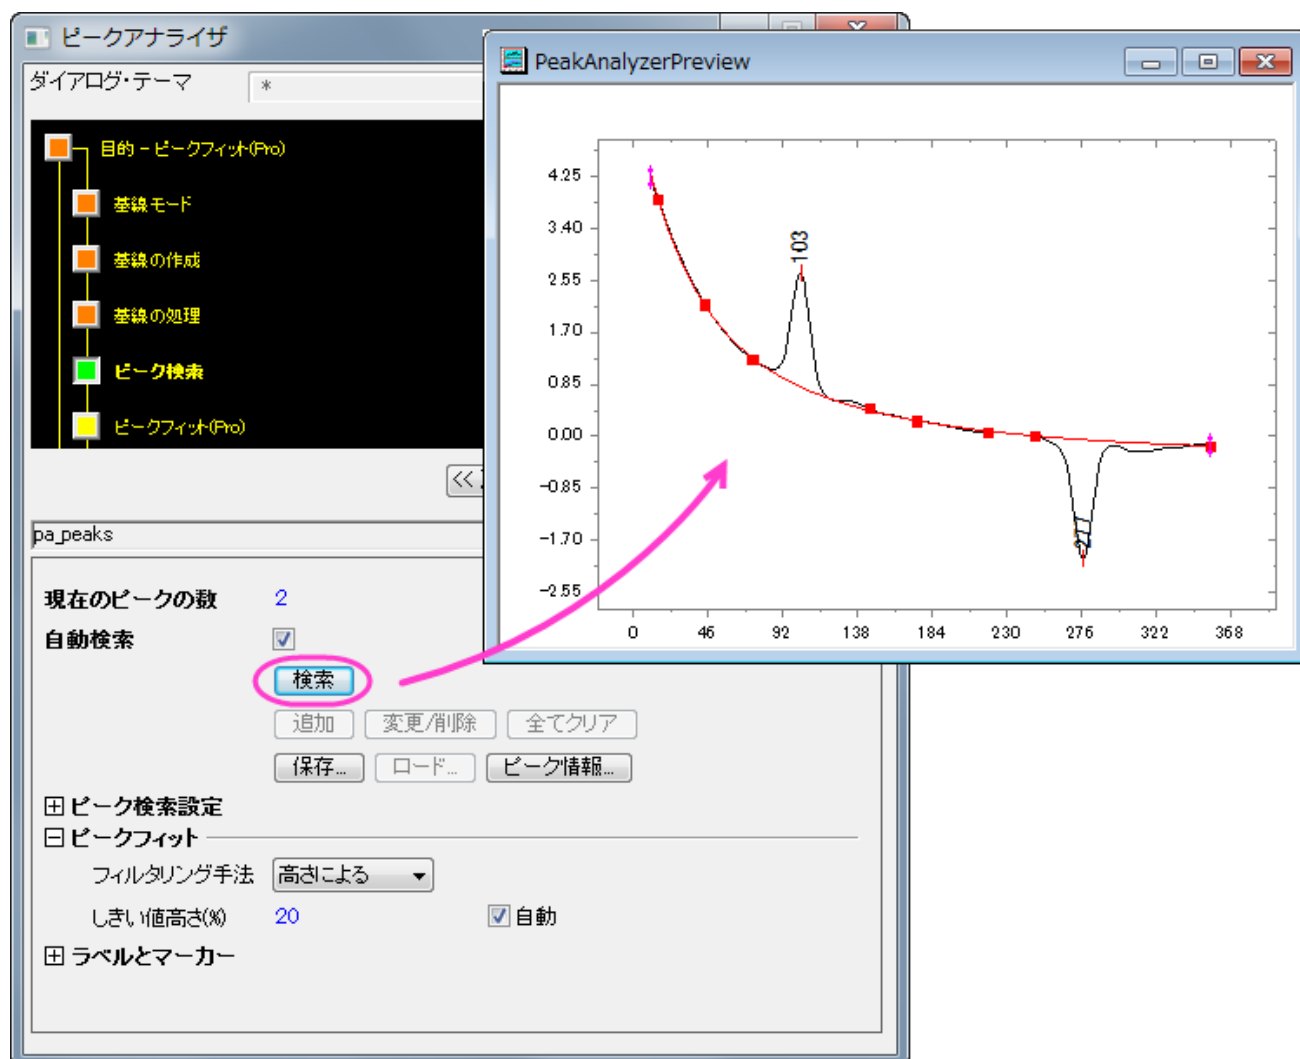 ピークアナライザ
ダイアログ・テーマ
*
目的 - ピークフィット(Pro)
基線モード
基線の作成
基線の処理
ピーク検索
ピークフィット(Pro)
<<
pa_peaks
現在のピークの数 2
自動検索
検索
追加 変更/削除 全てクリア
保存... ロード... ピーク情報...
ピーク検索設定
ピークフィット
フィルタリング手法 高さによる
しきい値高さ(%) 20 自動
ラベルとマーカー
PeakAnalyzerPreview
4.25
3.40
2.55
1.70
0.85
0.00
-0.85
-1.70
-2.55
103
277
0 46 92 138 184 230 276 322 368